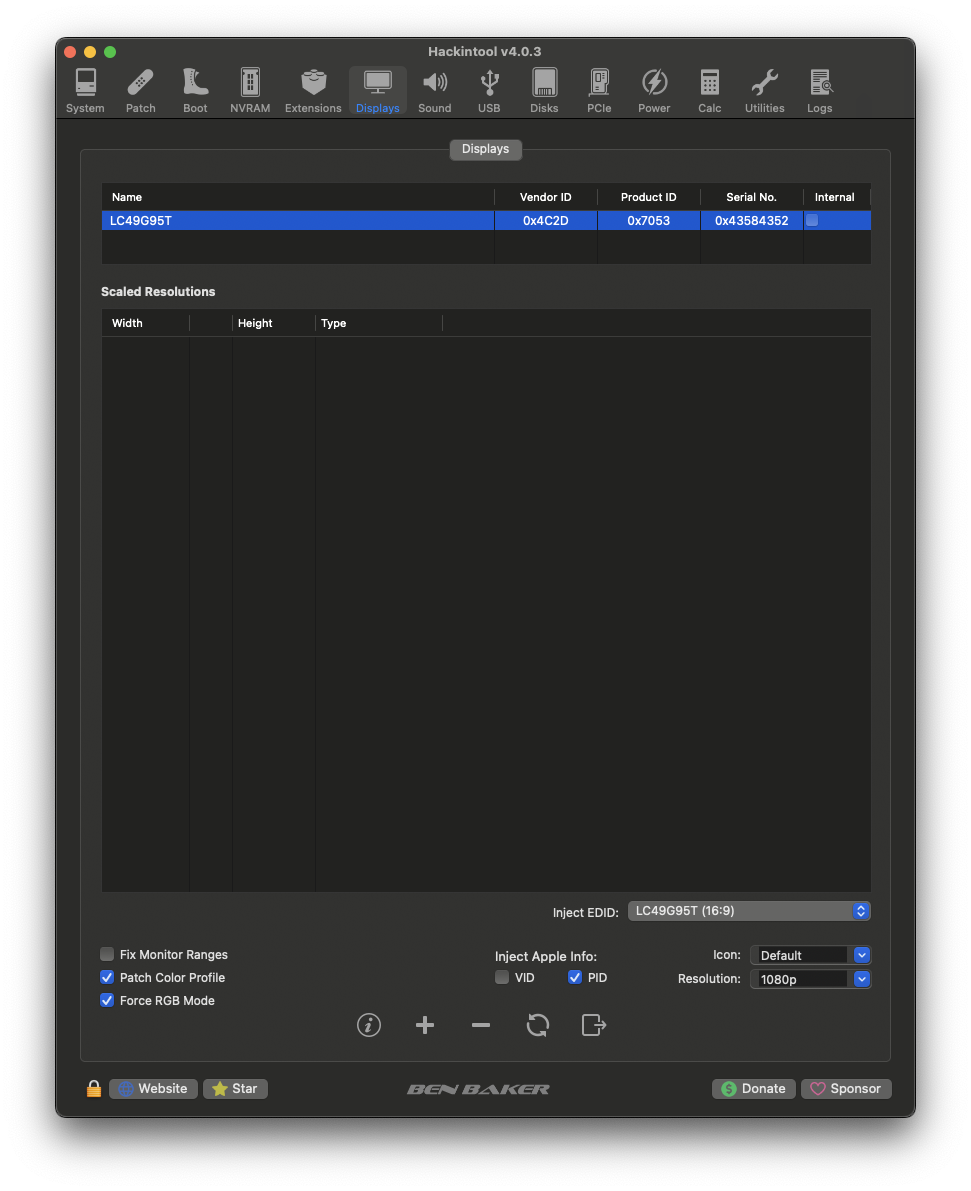 Hackintool v4.0.3
System Patch Boot NVRAM Extensions Displays Sound USB Disks PCIe Power Calc Utilities Logs
Displays
Name Vendor ID Product ID Serial No. Internal
LC49G95T 0x4C2D 0x7053 0x43584352
Scaled Resolutions
Width Height Type
Inject EDID: LC49G95T (16:9)
Fix Monitor Ranges Inject Apple Info: Icon: Default
Patch Color Profile VID PID Resolution: 1080p
Force RGB Mode
Website Star BEN BAKER Donate Sponsor